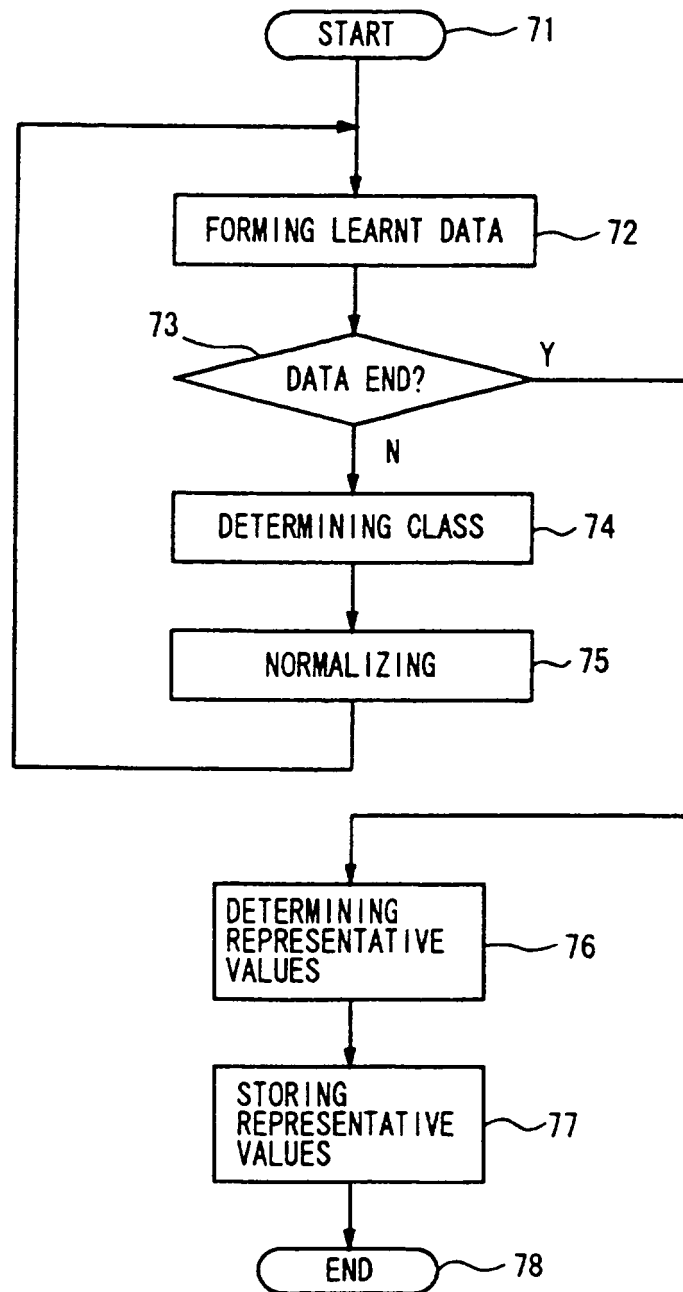 START
71
FORMING LEARNT DATA
72
73
DATA END?
Y
N
DETERMINING CLASS
74
NORMALIZING
75
DETERMINING
REPRESENTATIVE
VALUES
76
STORING
REPRESENTATIVE
VALUES
77
END
78